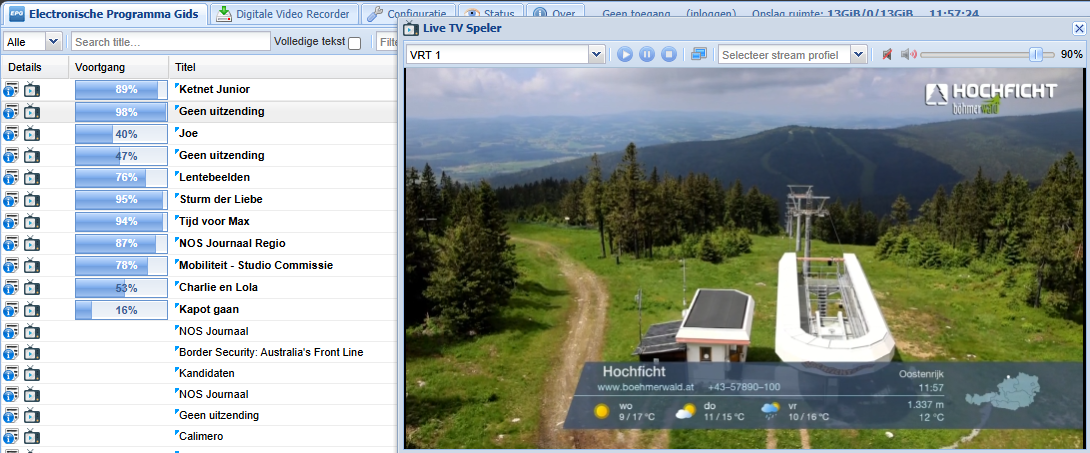 EPG Electronische Programma Gids Digitale Video Recorder Configuratie Status Over Geen toegang (inloggen) Opslag ruimte: 13GiB/0/13GiB 11:57:24
Live TV Speler
Alle Search title... Volledige tekst Filte
VRT 1 Selecteer stream profiel 90%
Details Voortgang Titel
89% Ketnet Junior
98% Geen uitzending
40% Joe
47% Geen uitzending
76% Lentebeelden
95% Sturm der Liebe
94% Tijd voor Max
87% NOS Journaal Regio
78% Mobiliteit - Studio Commissie
53% Charlie en Lola
16% Kapot gaan
NOS Journaal
Border Security: Australia's Front Line
Kandidaten
NOS Journaal
Geen uitzending
Calimero
HOCHFICHT
böhmerwald
Hochficht
www.boehmerwald.at +43-57890-100
Oostenrijk
11:57
1.337 m
12 °C
wo
9 / 17 °C
do
11 / 15 °C
vr
10 / 16 °C